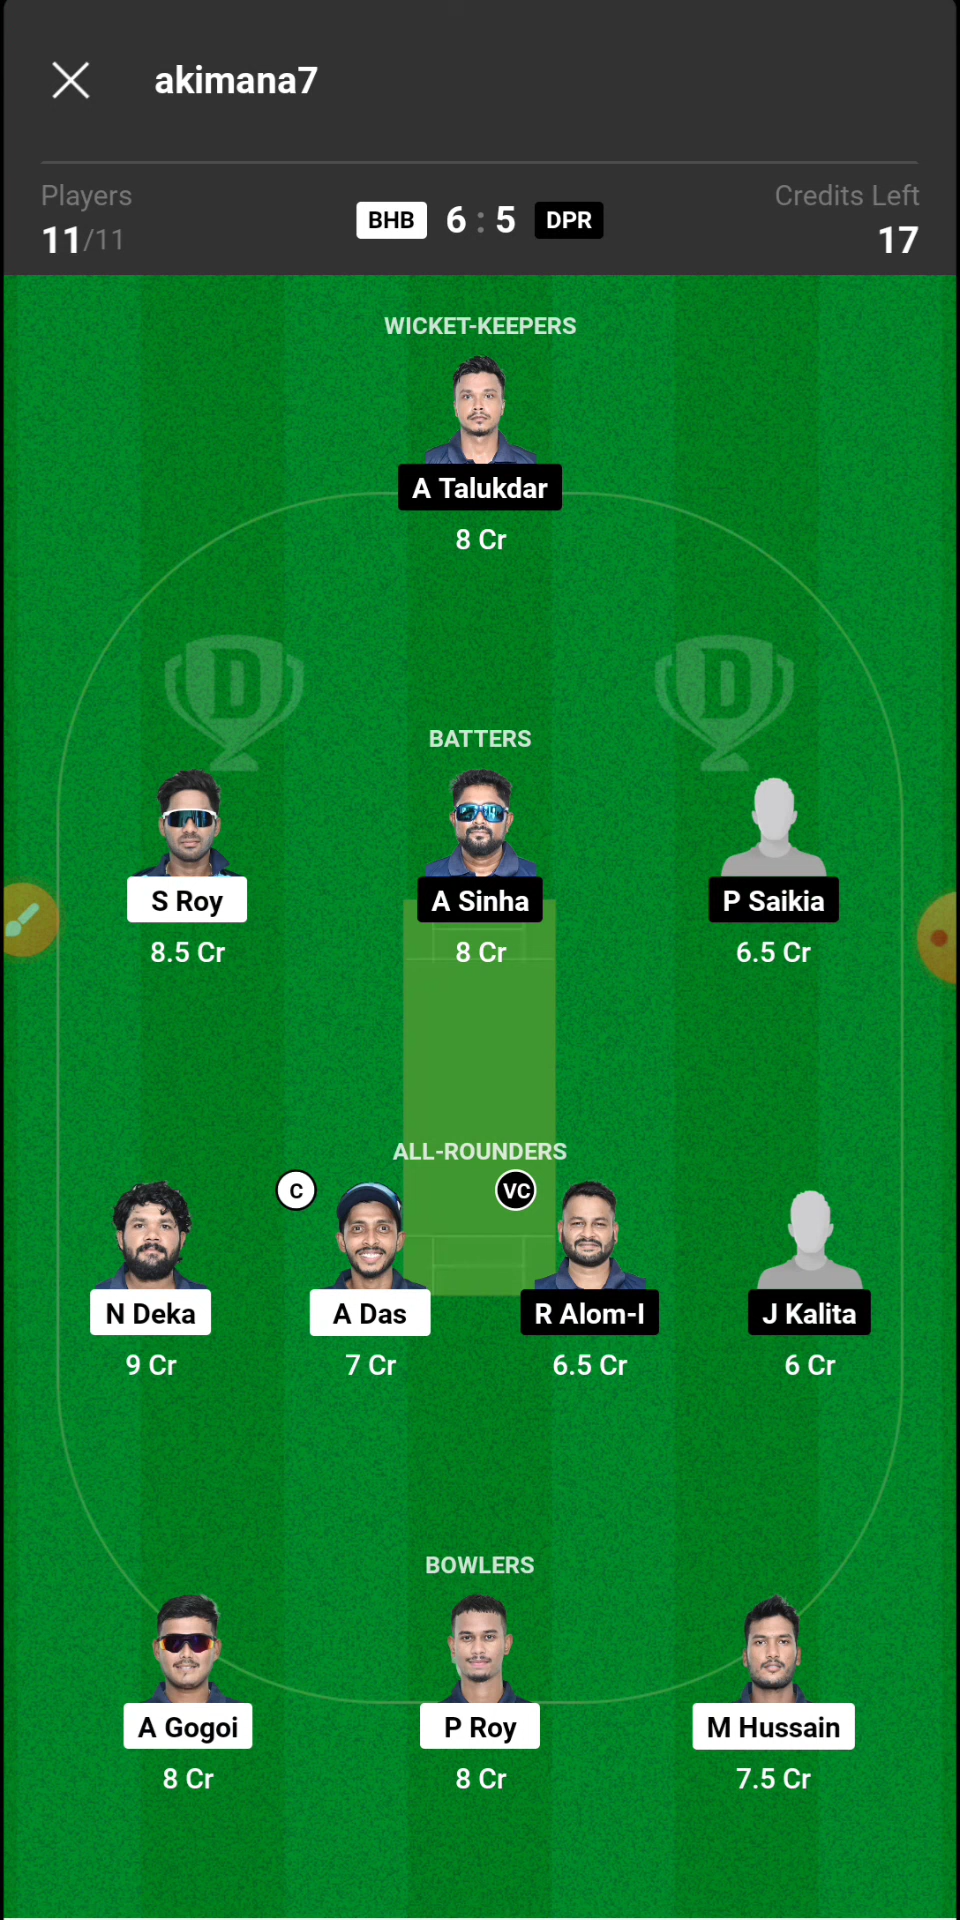 akimana7
Players
11/11
BHB 6 : 5 DPR
Credits Left
17
WICKET-KEEPERS
A Talukdar
8 Cr
D D
BATTERS
S Roy A Sinha P Saikia
8.5 Cr 8 Cr 6.5 Cr
ALL-ROUNDERS
C VC
N Deka A Das R Alom-I J Kalita
9 Cr 7 Cr 6.5 Cr 6 Cr
BOWLERS
A Gogoi P Roy M Hussain
8 Cr 8 Cr 7.5 Cr